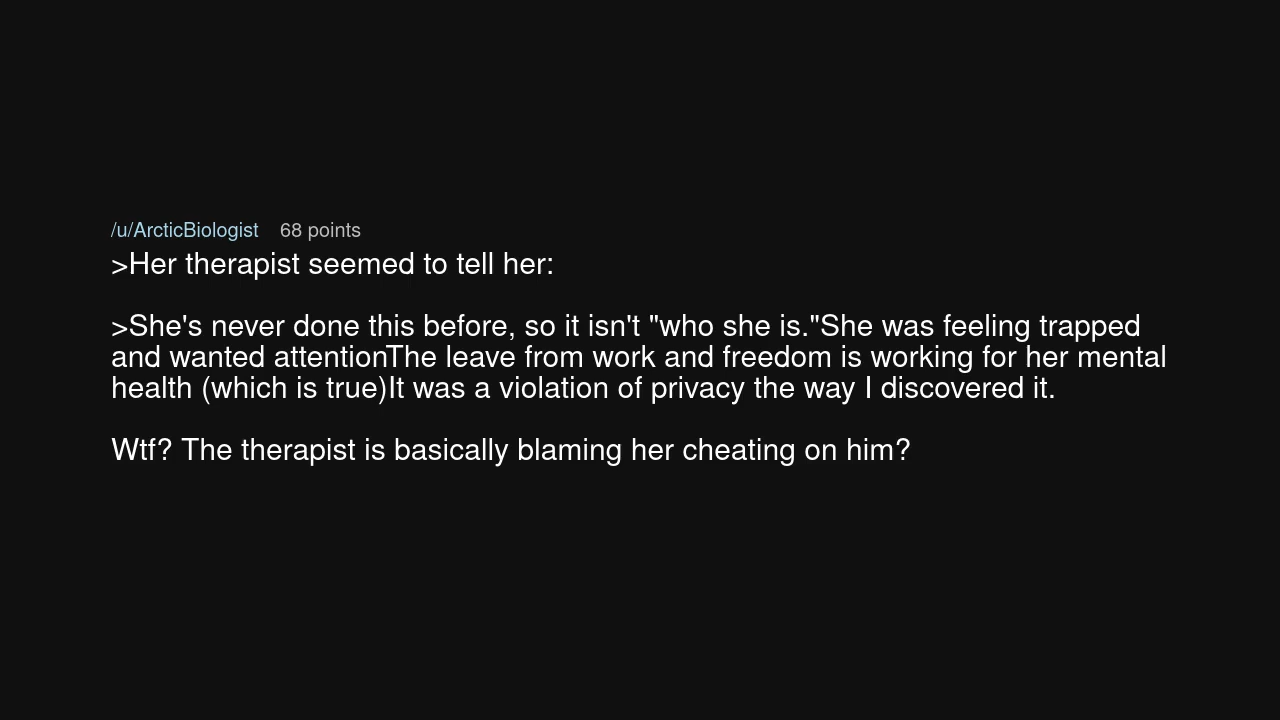 /u/ArcticBiologist 68 points
>Her therapist seemed to tell her:
>She's never done this before, so it isn't "who she is."She was feeling trapped
and wanted attentionThe leave from work and freedom is working for her mental
health (which is true)It was a violation of privacy the way I discovered it.
Wtf? The therapist is basically blaming her cheating on him?